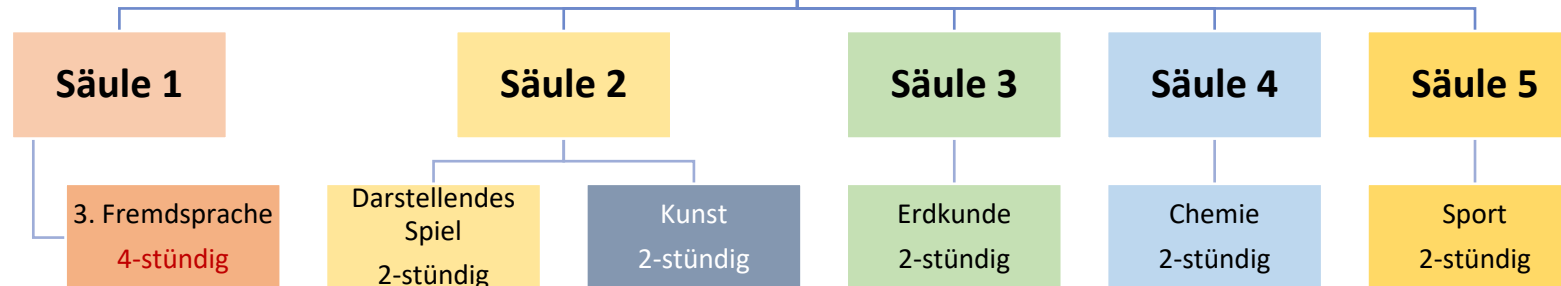 Säule 1
Säule 2
Säule 3
Säule 4
Säule 5
3. Fremdsprache
4-stündig
Darstellendes
Spiel
2-stündig
Kunst
2-stündig
Erdkunde
2-stündig
Chemie
2-stündig
Sport
2-stündig